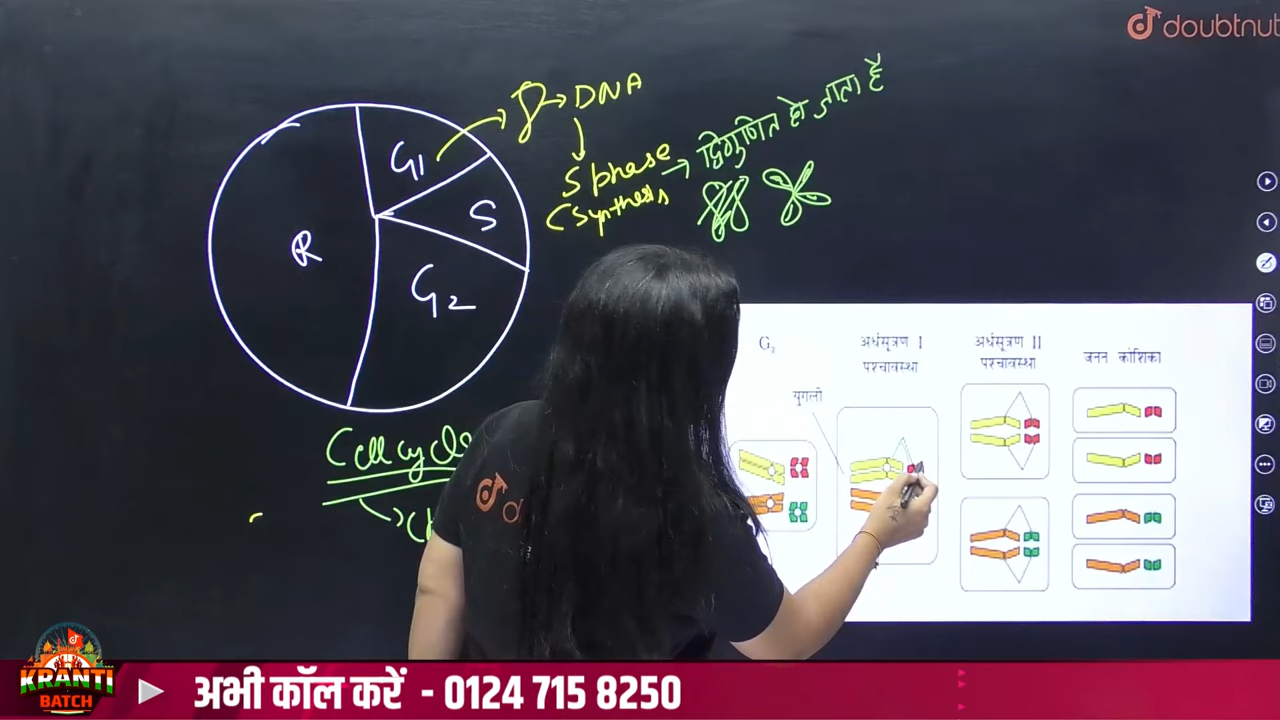 doubtnut
G1
S
G2
R
DNA
S phase
(Synthesis
द्विगुणित हो जाता है
Cell cycle
G₂
अर्धसूत्रण I
पश्चावस्था
अर्धसूत्रण II
पश्चावस्था
जनन कोशिका
युगली
KRANTI
BATCH
अभी कॉल करें - 0124 715 8250